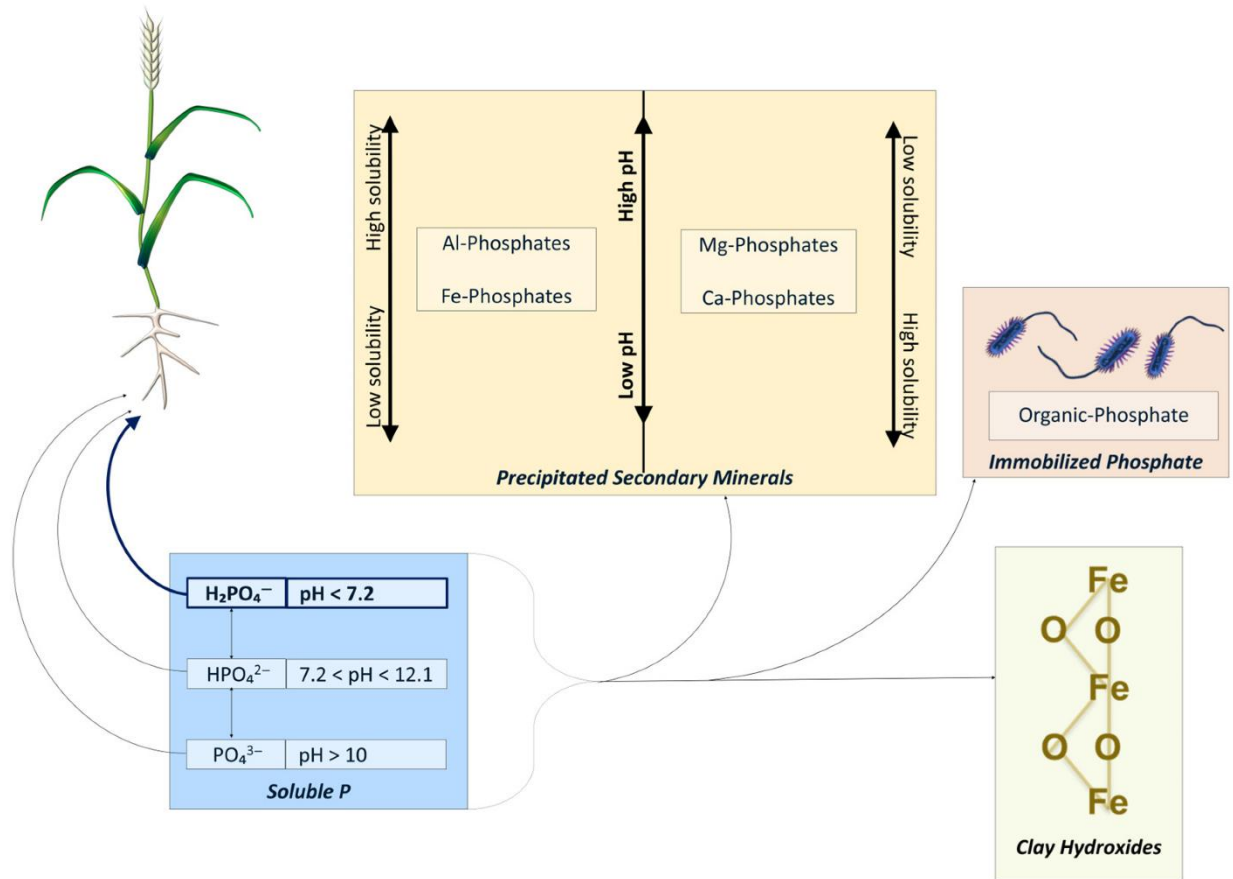 High solubility
Low solubility
Al-Phosphates
Fe-Phosphates
High pH
Low pH
Mg-Phosphates
Ca-Phosphates
Low solubility
High solubility
Precipitated Secondary Minerals
Organic-Phosphate
Immobilized Phosphate
H₂PO₄⁻ pH < 7.2
HPO₄²⁻ 7.2 < pH < 12.1
PO₄³⁻ pH > 10
Soluble P
Fe
O O
Fe
O O
Fe
Clay Hydroxides